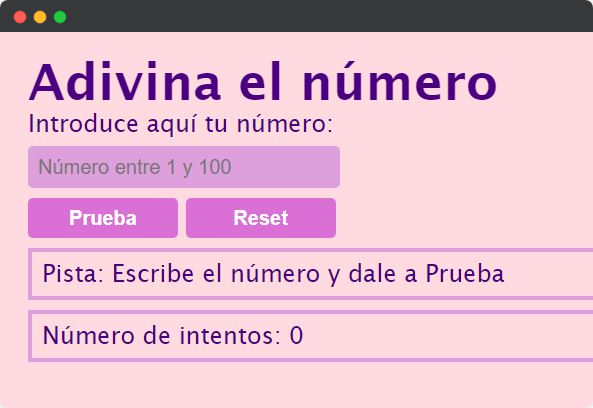 Adivina el número
Introduce aquí tu número:
Número entre 1 y 100
Prueba Reset
Pista: Escribe el número y dale a Prueba
Número de intentos: 0